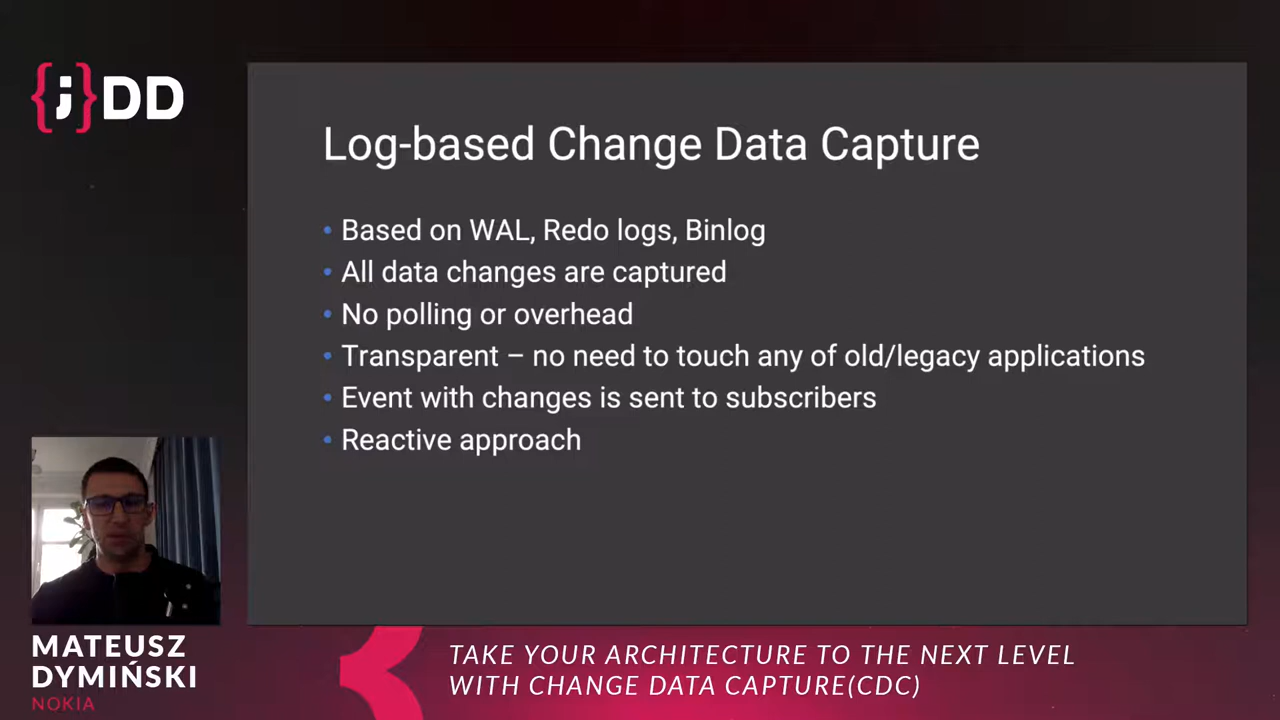 {;}DD
Log-based Change Data Capture
• Based on WAL, Redo logs, Binlog
• All data changes are captured
• No polling or overhead
• Transparent – no need to touch any of old/legacy applications
• Event with changes is sent to subscribers
• Reactive approach
MATEUSZ
DYMIŃSKI
NOKIA
TAKE YOUR ARCHITECTURE TO THE NEXT LEVEL
WITH CHANGE DATA CAPTURE(CDC)